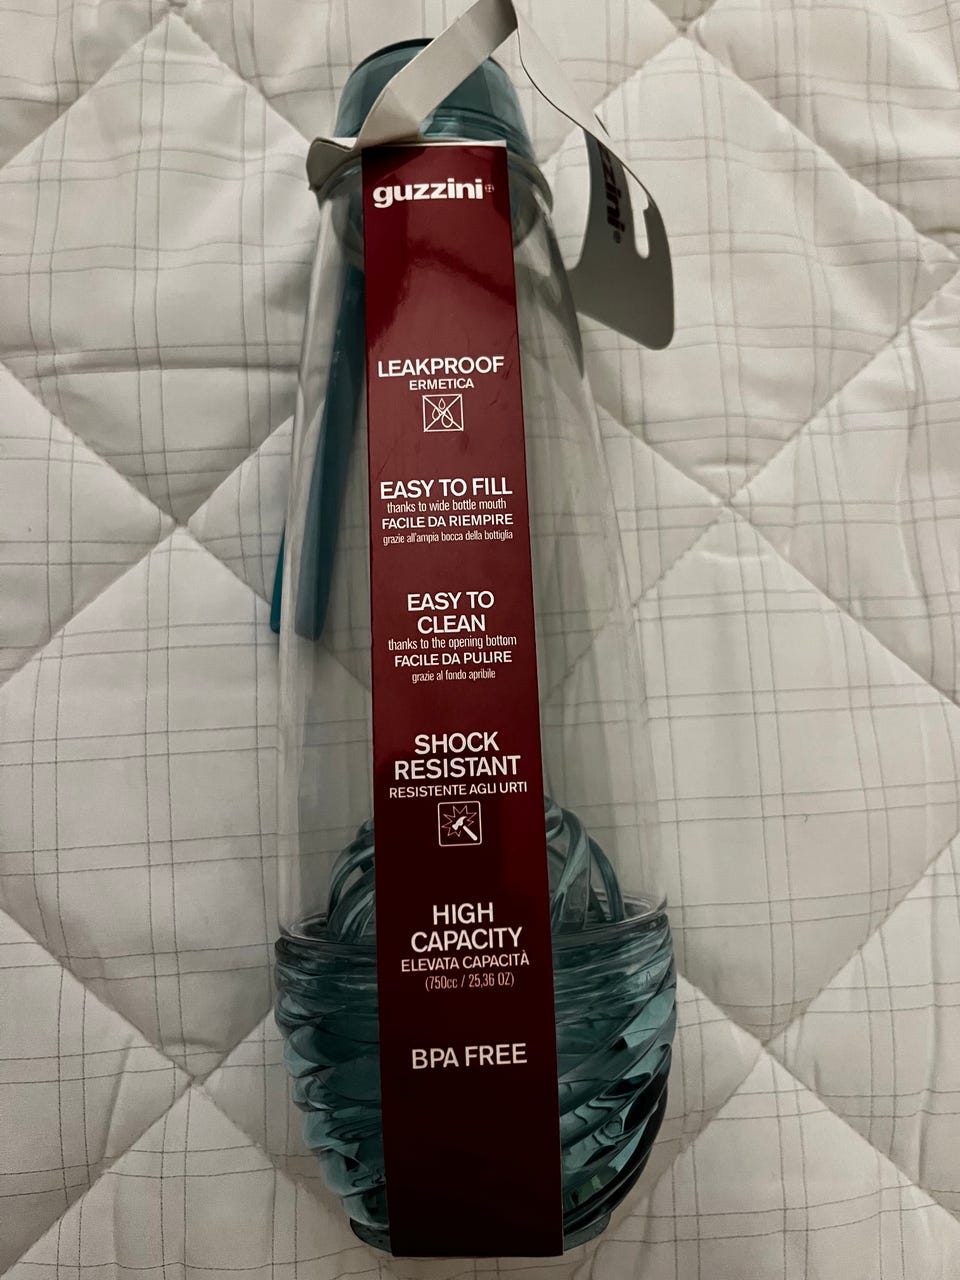 guzzini
LEAKPROOF
ERMETICA
EASY TO FILL
thanks to wide bottle mouth
FACILE DA RIEMPIRE
grazie all'ampia bocca della bottiglia
EASY TO
CLEAN
thanks to the opening bottom
FACILE DA PULIRE
grazie al fondo apribile
SHOCK
RESISTANT
RESISTENTE AGLI URTI
HIGH
CAPACITY
ELEVATA CAPACITÀ
(750cc / 25,36 OZ)
BPA FREE